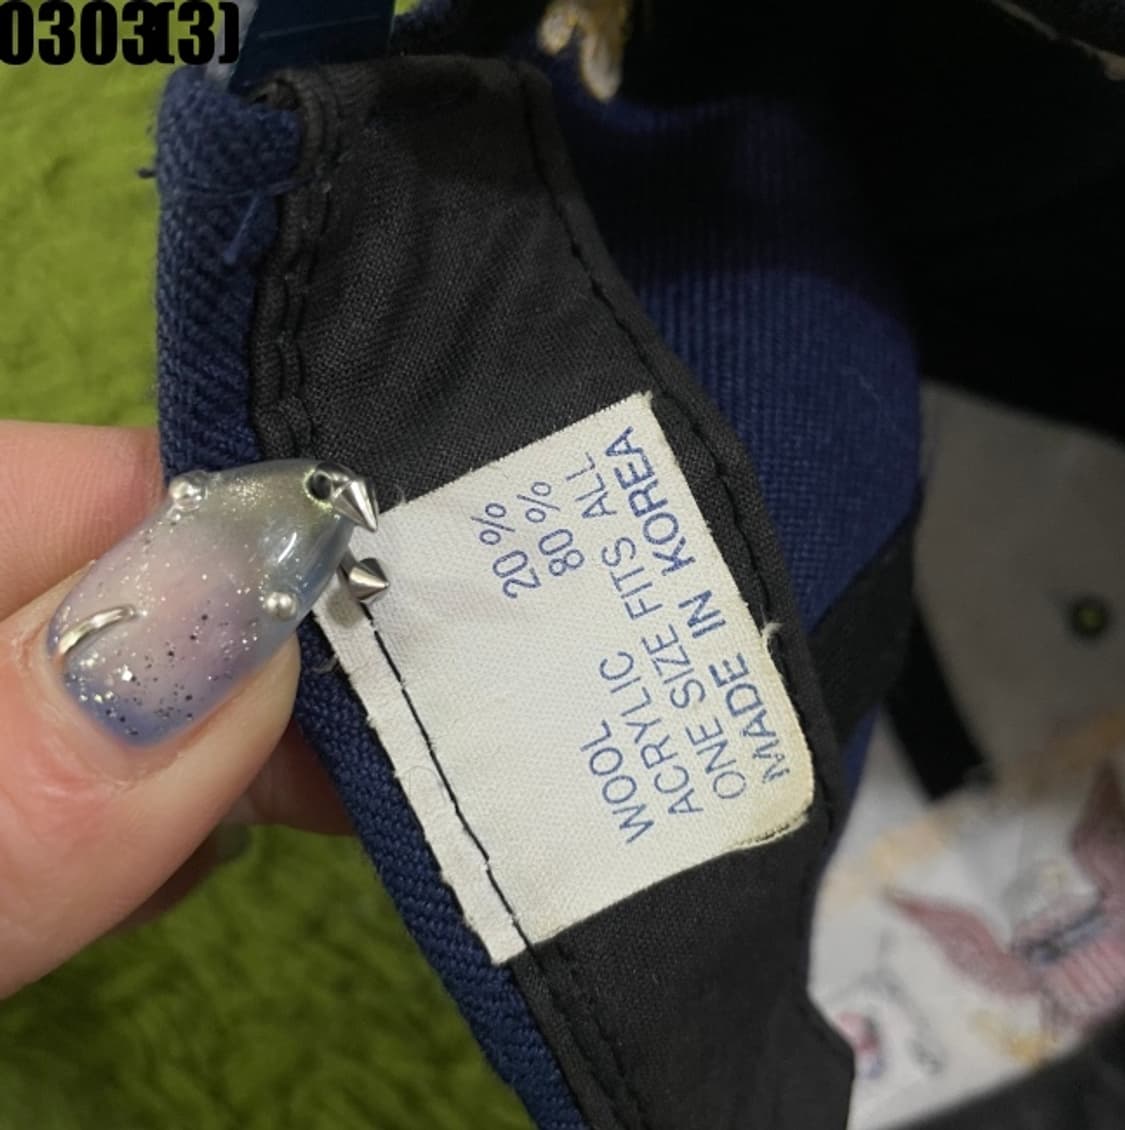 0303(3)
WOOL 20%
ACRYLIC 80%
ONE SIZE FITS ALL
MADE IN KOREA